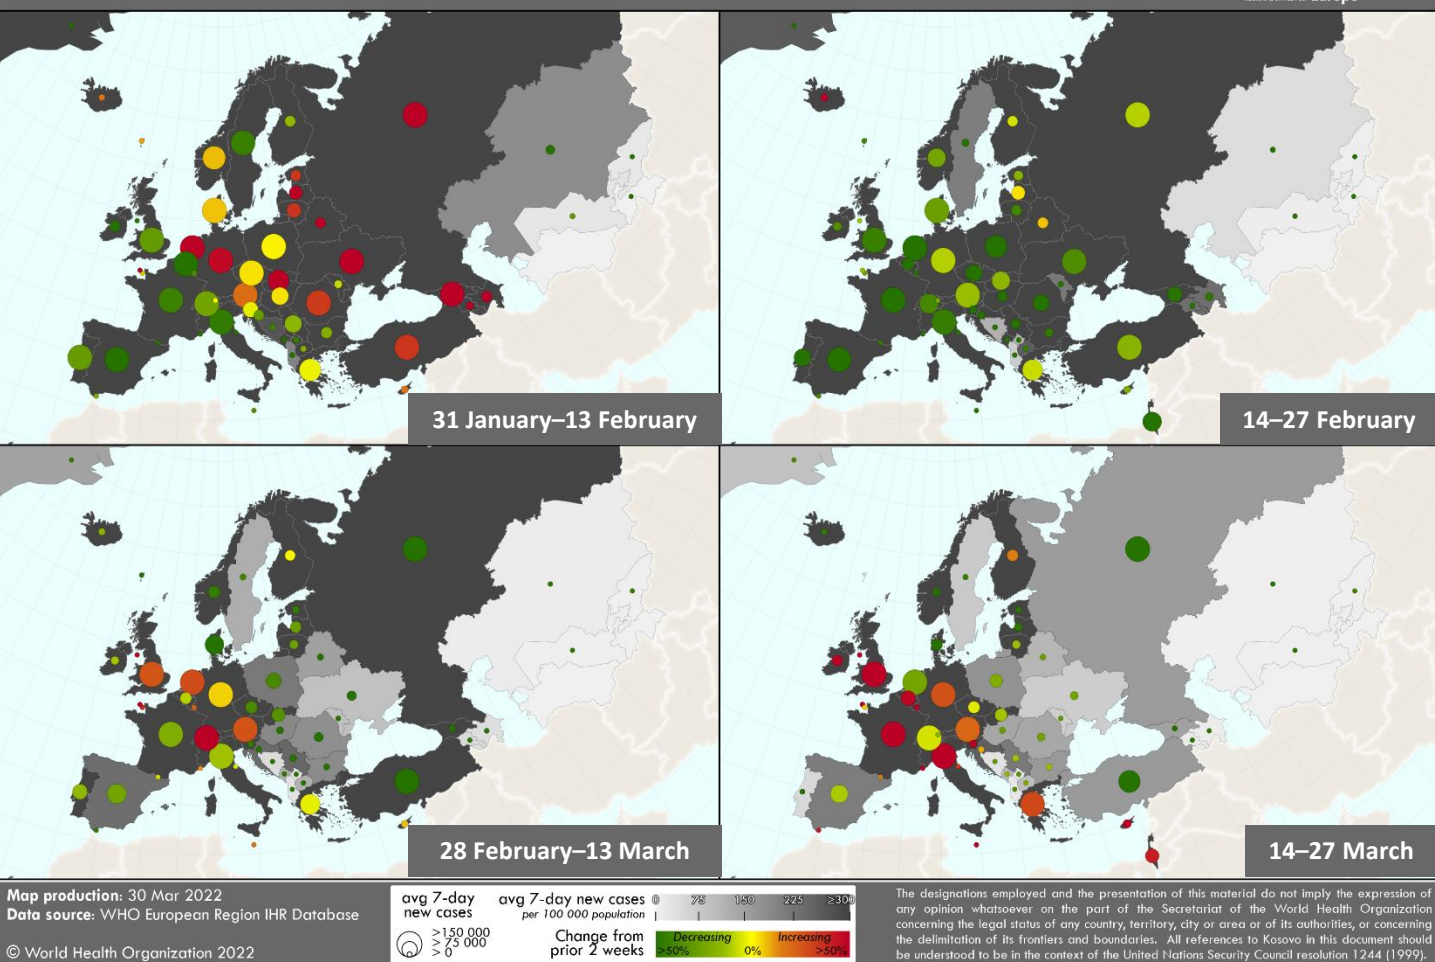 31 January–13 February
14–27 February
28 February–13 March
14–27 March
Map production: 30 Mar 2022
Data source: WHO European Region IHR Database
© World Health Organization 2022
avg 7-day
new cases
>150 000
> 75 000
> 0
avg 7-day new cases
per 100 000 population
0 75 150 225 ≥300
Change from
prior 2 weeks
Decreasing Increasing
>50% 0% >50%
The designations employed and the presentation of this material do not imply the expression of
any opinion whatsoever on the part of the Secretariat of the World Health Organization
concerning the legal status of any country, territory, city or area or of its authorities, or concerning
the delimitation of its frontiers and boundaries. All references to Kosovo in this document should
be understood to be in the context of the United Nations Security Council resolution 1244 (1999).